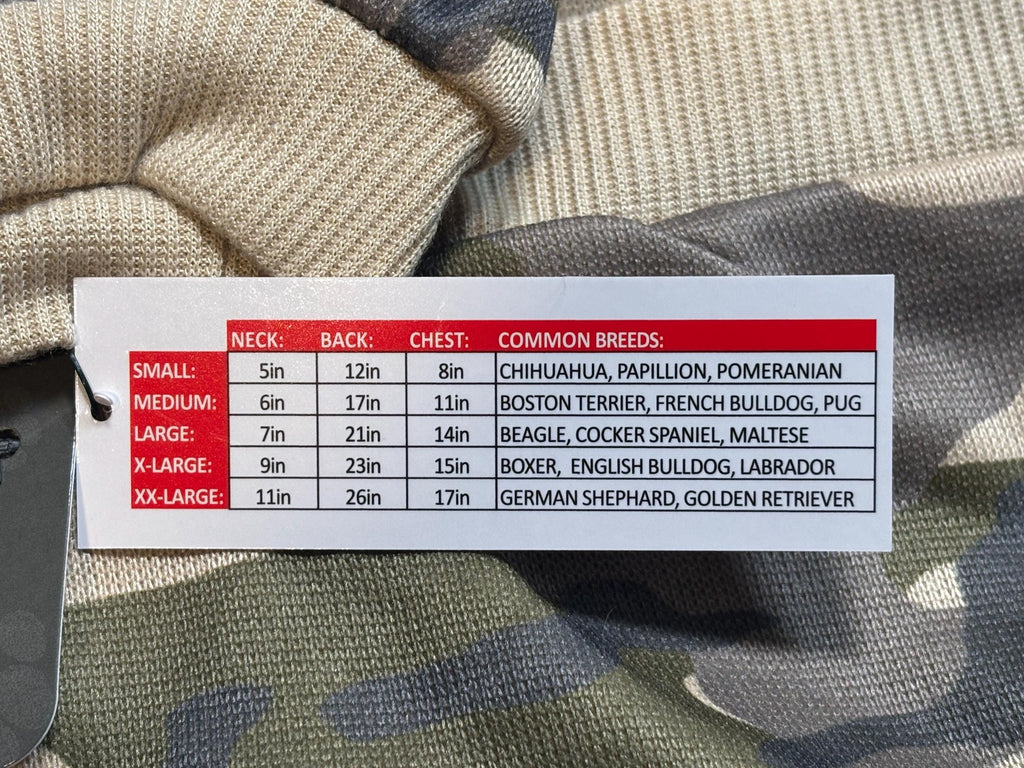 NECK: BACK: CHEST: COMMON BREEDS:
SMALL: 5in 12in 8in CHIHUAHUA, PAPILLION, POMERANIAN
MEDIUM: 6in 17in 11in BOSTON TERRIER, FRENCH BULLDOG, PUG
LARGE: 7in 21in 14in BEAGLE, COCKER SPANIEL, MALTESE
X-LARGE: 9in 23in 15in BOXER, ENGLISH BULLDOG, LABRADOR
XX-LARGE: 11in 26in 17in GERMAN SHEPHARD, GOLDEN RETRIEVER